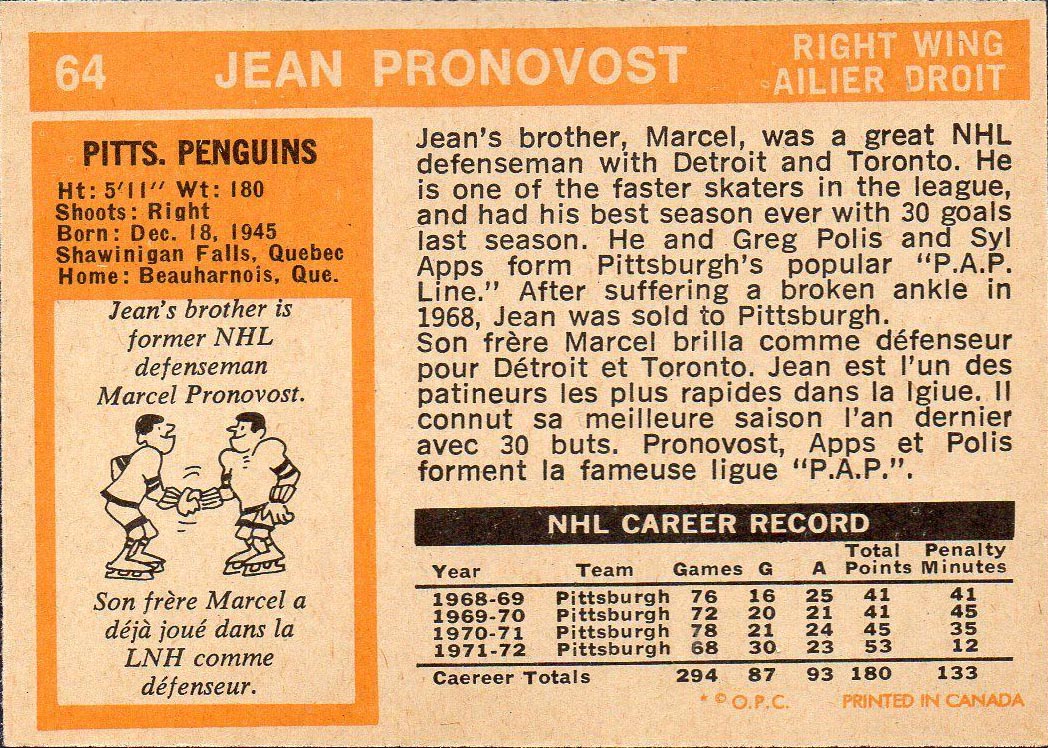 64 JEAN PRONOVOST RIGHT WING
AILIER DROIT
PITTS. PENGUINS
Ht: 5'11" Wt: 180
Shoots: Right
Born: Dec. 18, 1945
Shawinigan Falls, Quebec
Home: Beauharnois, Que.
Jean's brother is
former NHL
defenseman
Marcel Pronovost.
Son frère Marcel a
déjà joué dans la
LNH comme
défenseur.
Jean's brother, Marcel, was a great NHL
defenseman with Detroit and Toronto. He
is one of the faster skaters in the league,
and had his best season ever with 30 goals
last season. He and Greg Polis and Syl
Apps form Pittsburgh's popular "P.A.P.
Line." After suffering a broken ankle in
1968, Jean was sold to Pittsburgh.
Son frère Marcel brilla comme défenseur
pour Détroit et Toronto. Jean est l'un des
patineurs les plus rapides dans la lgiue. Il
connut sa meilleure saison l'an dernier
avec 30 buts. Pronovost, Apps et Polis
forment la fameuse ligue "P.A.P.".
NHL CAREER RECORD
Year Team Games G A Total Points Penalty Minutes
1968-69 Pittsburgh 76 16 25 41 41
1969-70 Pittsburgh 72 20 21 41 45
1970-71 Pittsburgh 78 21 24 45 35
1971-72 Pittsburgh 68 30 23 53 12
Caereer Totals 294 87 93 180 133
* © O.P.C. PRINTED IN CANADA